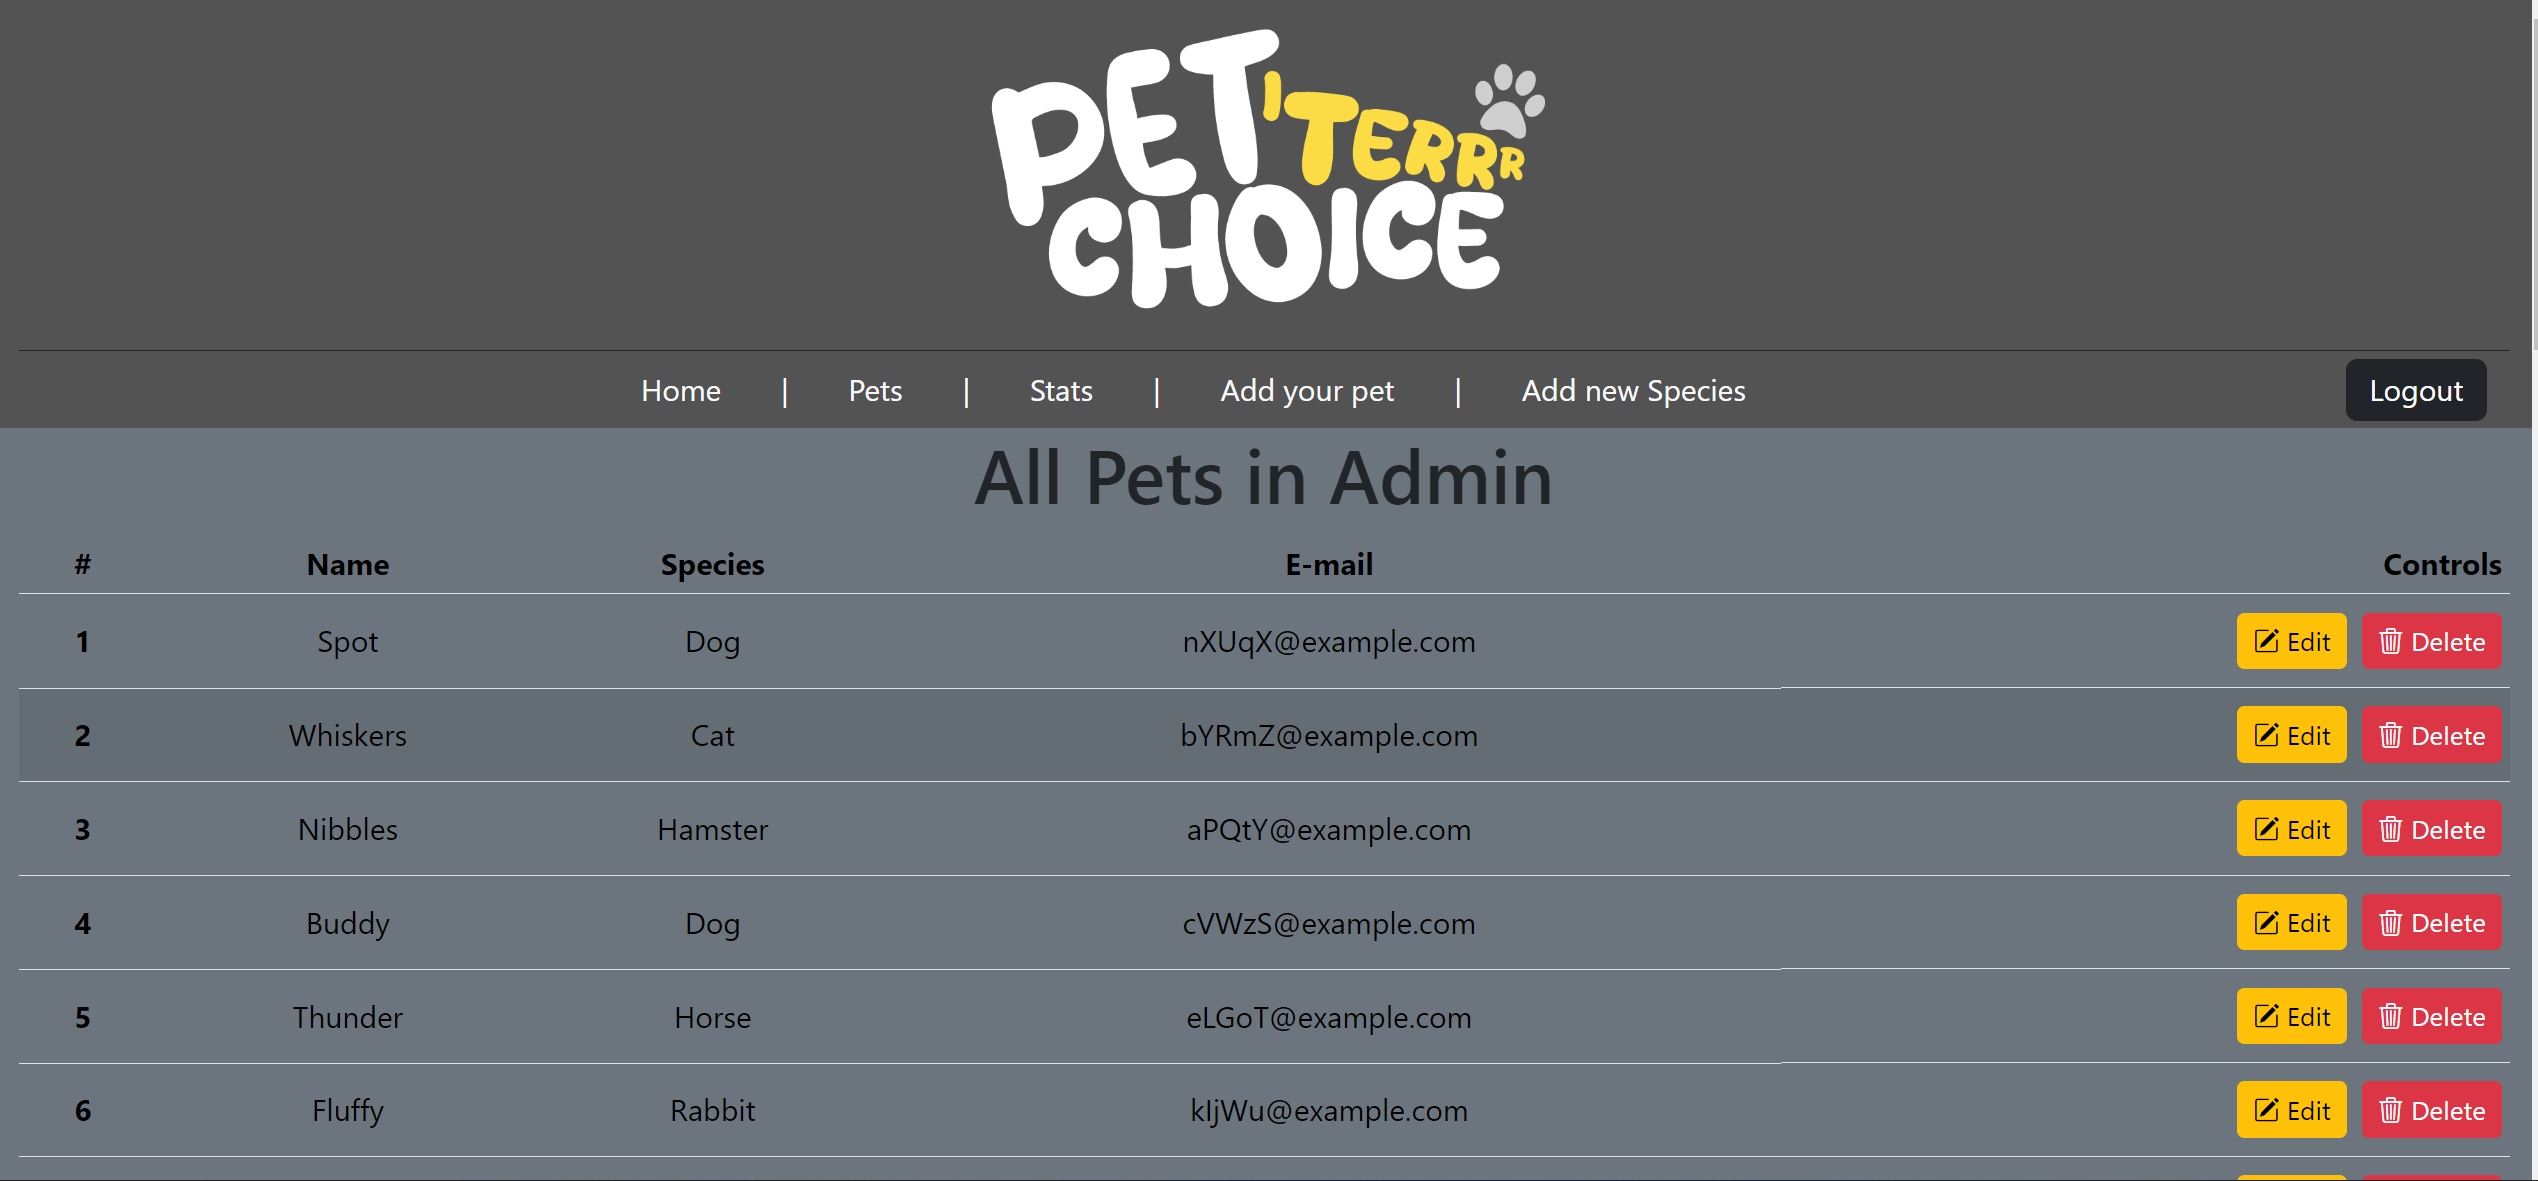 PET'TERRRR
CHOICE
Home | Pets | Stats | Add your pet | Add new Species Logout
All Pets in Admin
# Name Species E-mail Controls
1 Spot Dog nXUqX@example.com Edit Delete
2 Whiskers Cat bYRmZ@example.com Edit Delete
3 Nibbles Hamster aPQtY@example.com Edit Delete
4 Buddy Dog cVWzS@example.com Edit Delete
5 Thunder Horse eLGoT@example.com Edit Delete
6 Fluffy Rabbit kIjWu@example.com Edit Delete